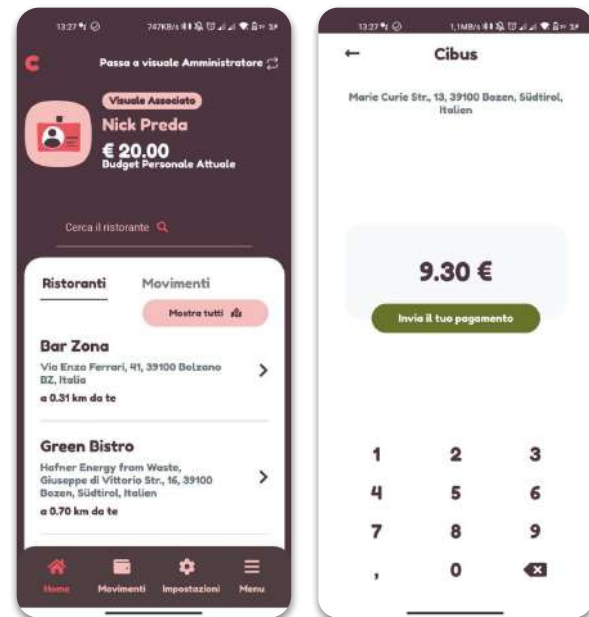 13:27
747KB/s
Passa a visuale Amministratore
Visuale Associato
Nick Preda
€ 20.00
Budget Personale Attuale
Cerca il ristorante
Ristoranti
Movimenti
Mostra tutti
Bar Zona
Via Enzo Ferrari, 41, 39100 Bolzano
BZ, Italia
a 0.31 km da te
Green Bistro
Hafner Energy from Waste,
Giuseppe di Vittorio Str., 16, 39100
Bozen, Südtirol, Italien
a 0.70 km da te
Home
Movimenti
Impostazioni
Menu
13:27
1,1MB/s
Cibus
Marie Curie Str., 13, 39100 Bozen, Südtirol,
Italien
9.30 €
Invia il tuo pagamento
1 2 3
4 5 6
7 8 9
, 0